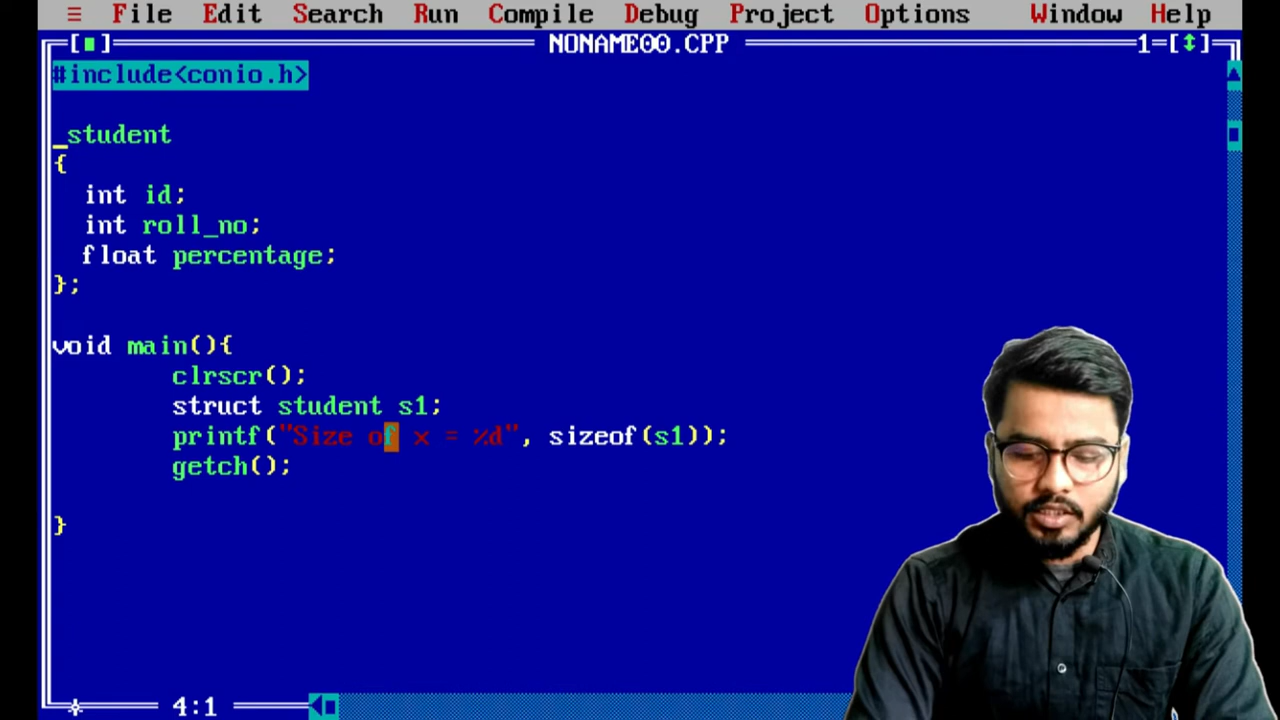 ≡ File Edit Search Run Compile Debug Project Options Window Help
[■] NONAME00.CPP 1=[↕]
#include<conio.h>
_student
{
int id;
int roll_no;
float percentage;
};
void main(){
clrscr();
struct student s1;
printf("Size of x = %d", sizeof(s1));
getch();
}
4:1